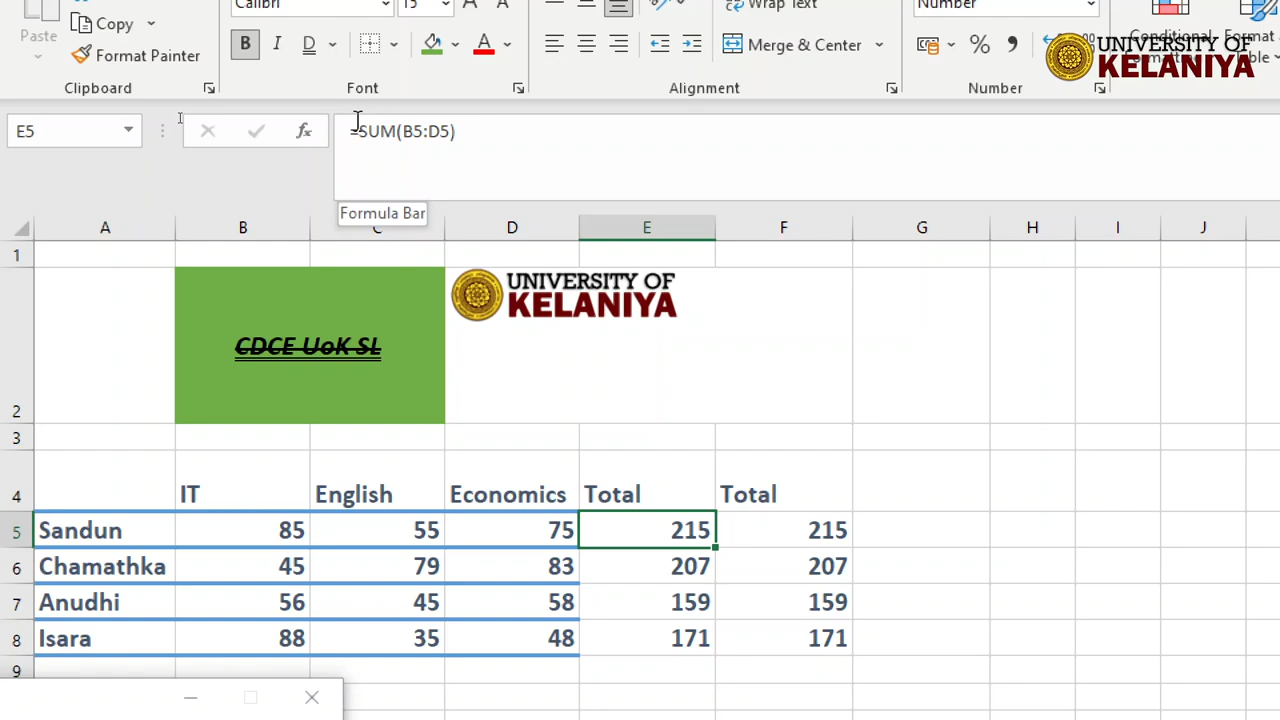 Calibri 15 Wrap Text Number
Copy
Paste
Format Painter
B I D A Merge & Center % Conditional Format
Table
UNIVERSITY OF
KELANIYA
Clipboard Font Alignment Number
E5 fx =SUM(B5:D5)
Formula Bar
A B C D E F G H I J
1
UNIVERSITY OF
KELANIYA
CDCE UoK SL
2
3
4 IT English Economics Total Total
5 Sandun 85 55 75 215 215
6 Chamathka 45 79 83 207 207
7 Anudhi 56 45 58 159 159
8 Isara 88 35 48 171 171
9